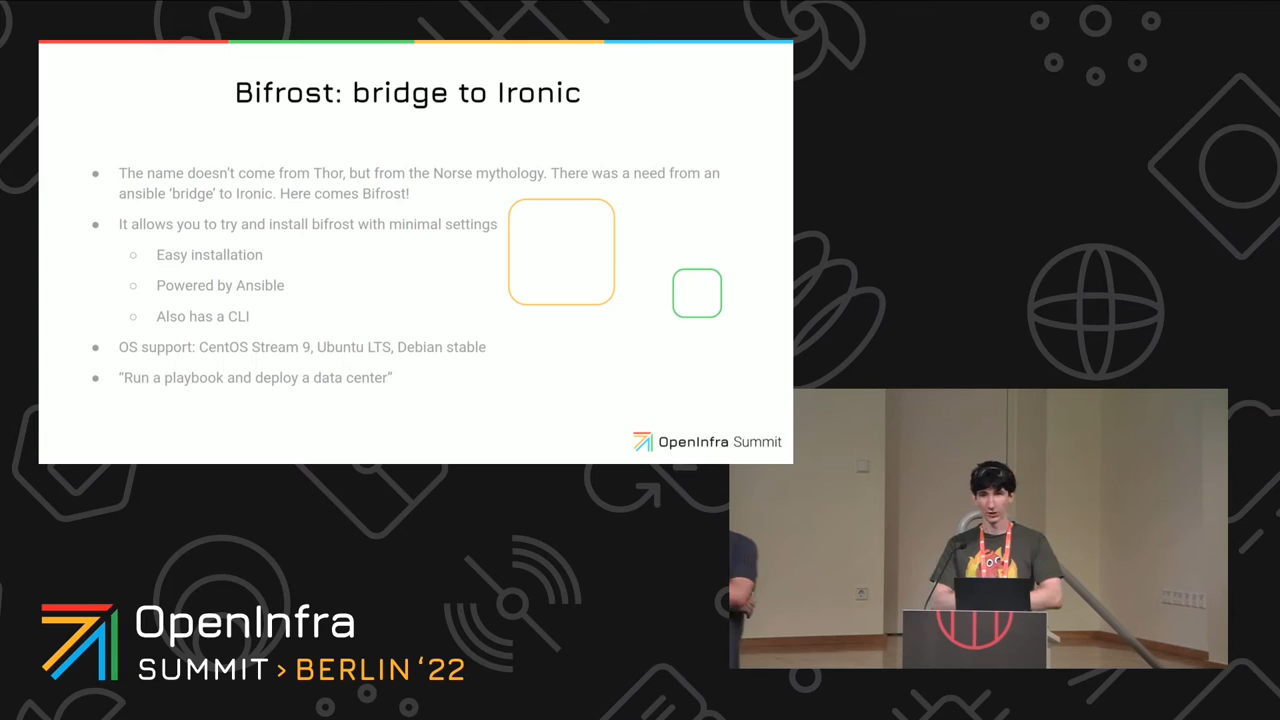 Bifrost: bridge to Ironic
● The name doesn't come from Thor, but from the Norse mythology. There was a need from an
ansible ‘bridge’ to Ironic. Here comes Bifrost!
● It allows you to try and install bifrost with minimal settings
○ Easy installation
○ Powered by Ansible
○ Also has a CLI
● OS support: CentOS Stream 9, Ubuntu LTS, Debian stable
● “Run a playbook and deploy a data center”
OpenInfra Summit
OpenInfra
SUMMIT › BERLIN ‘22